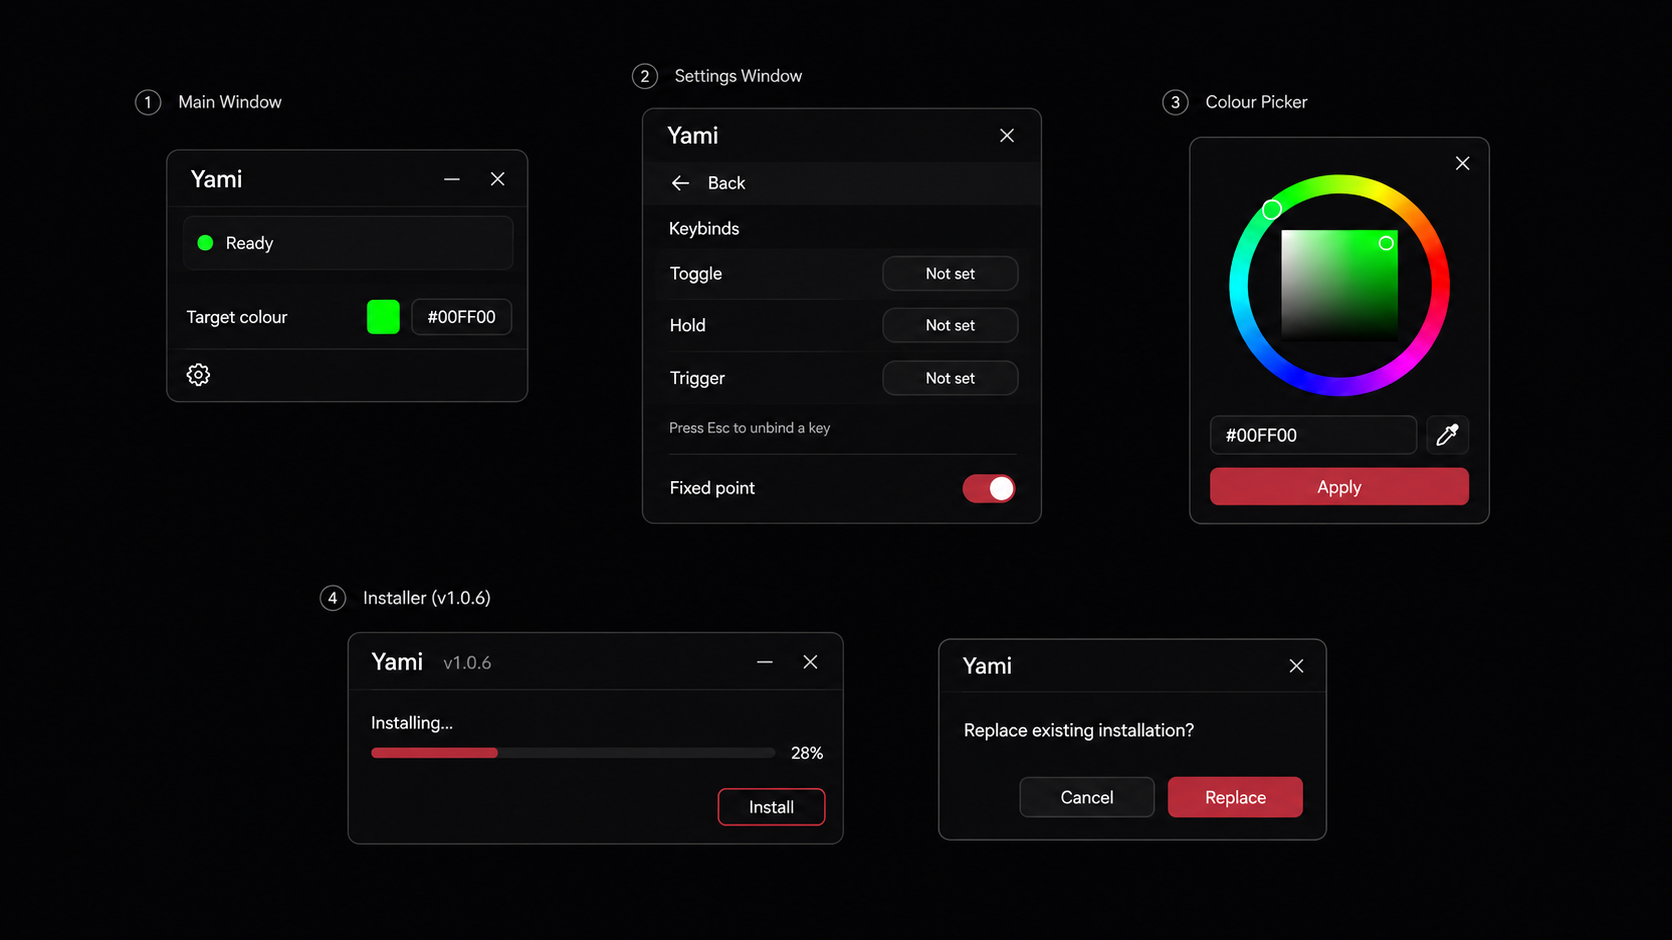 1 Main Window
Yami
Ready
Target colour #00FF00
2 Settings Window
Yami
Back
Keybinds
Toggle Not set
Hold Not set
Trigger Not set
Press Esc to unbind a key
Fixed point
3 Colour Picker
#00FF00
Apply
4 Installer (v1.0.6)
Yami v1.0.6
Installing...
28%
Install
Yami
Replace existing installation?
Cancel Replace